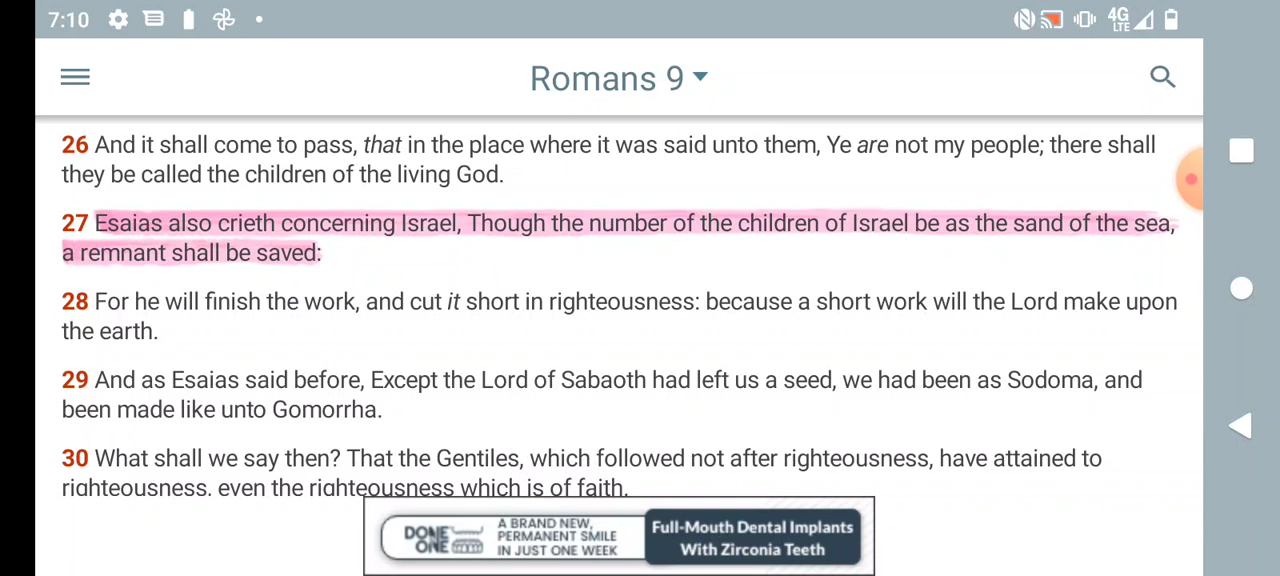 7:10
4G
LTE
Romans 9
26 And it shall come to pass, that in the place where it was said unto them, Ye are not my people; there shall
they be called the children of the living God.
27 Esaias also crieth concerning Israel, Though the number of the children of Israel be as the sand of the sea,
a remnant shall be saved:
28 For he will finish the work, and cut it short in righteousness: because a short work will the Lord make upon
the earth.
29 And as Esaias said before, Except the Lord of Sabaoth had left us a seed, we had been as Sodoma, and
been made like unto Gomorrha.
30 What shall we say then? That the Gentiles, which followed not after righteousness, have attained to
righteousness, even the righteousness which is of faith.
DONE
ONE
A BRAND NEW,
PERMANENT SMILE
IN JUST ONE WEEK
Full-Mouth Dental Implants
With Zirconia Teeth